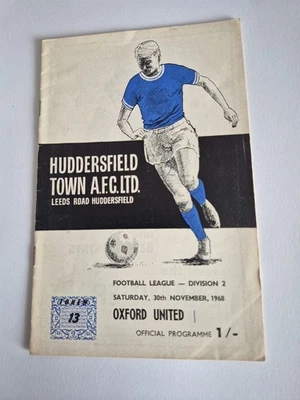 HUDDERSFIELD
TOWN A.F.C. LTD.
LEEDS ROAD HUDDERSFIELD
FOOTBALL LEAGUE — DIVISION 2
SATURDAY, 30th NOVEMBER, 1968
OXFORD UNITED
OFFICIAL PROGRAMME 1/-
TOKEN
13